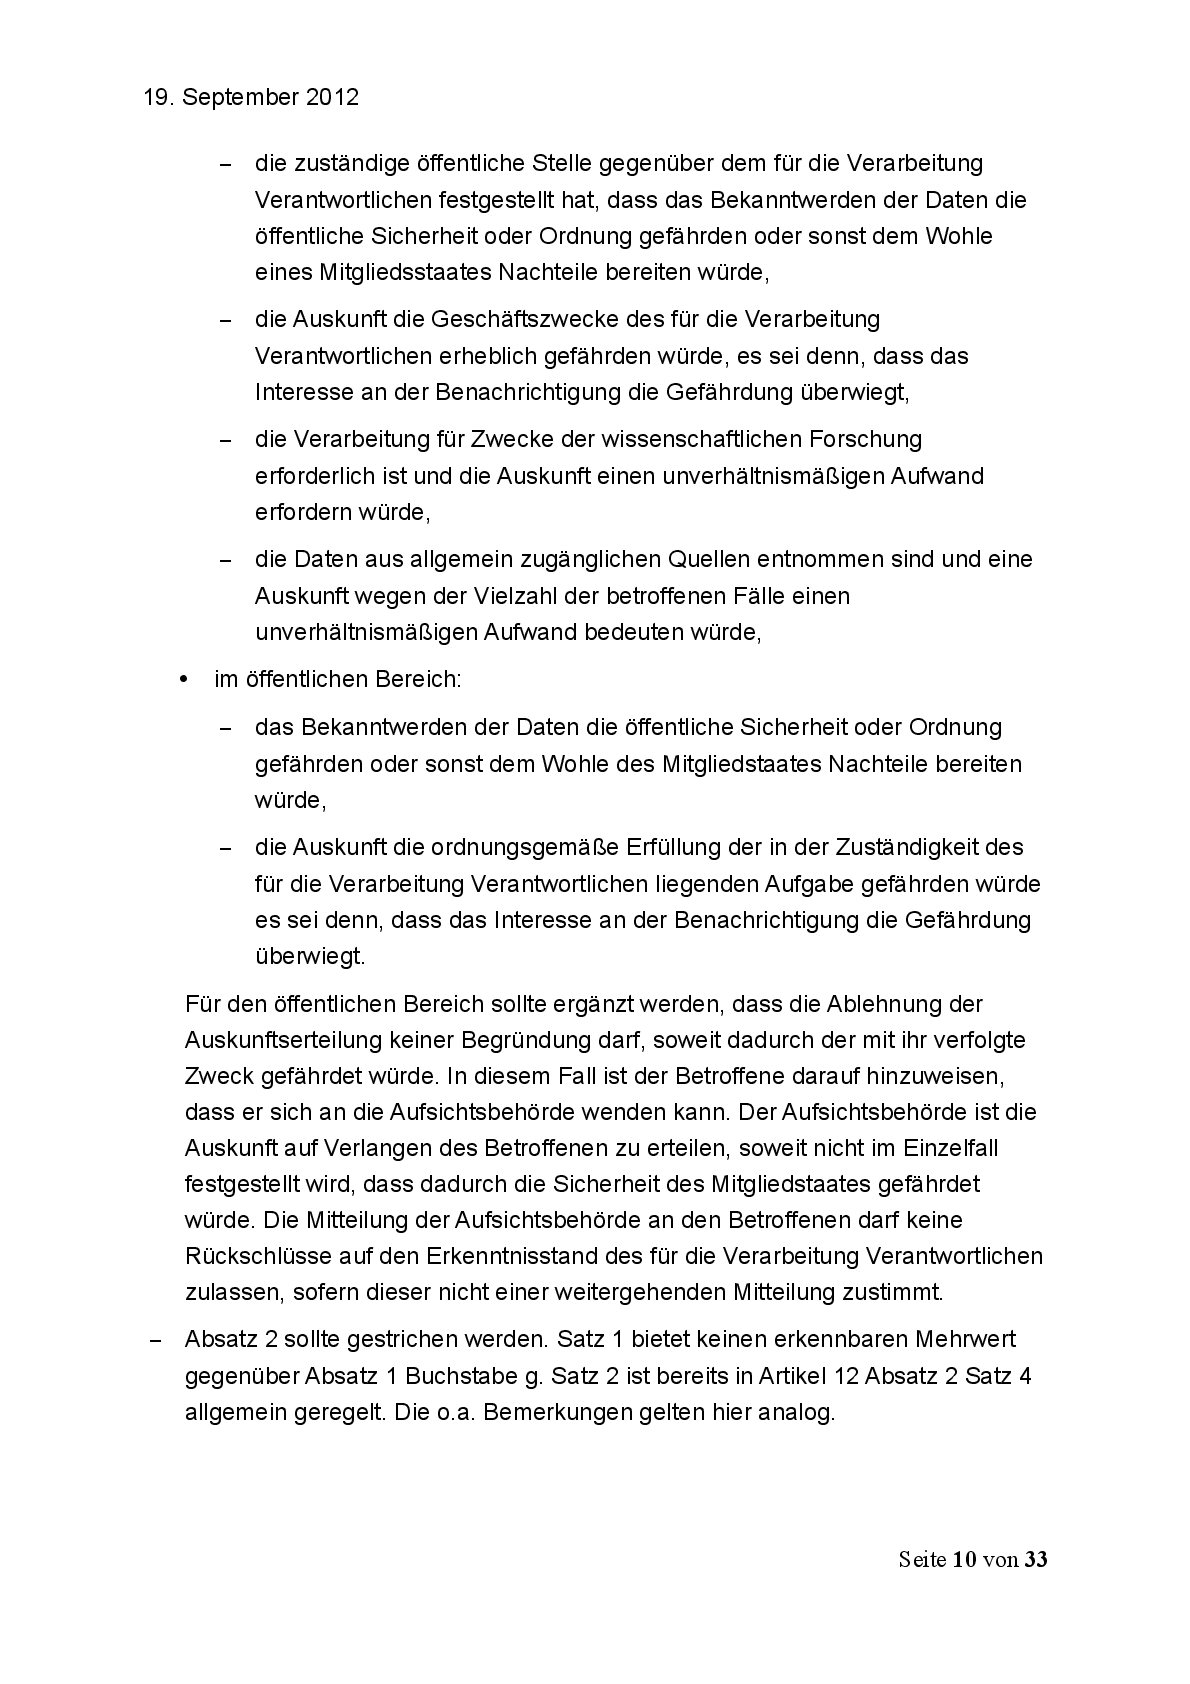 19. September 2012
– die zuständige öffentliche Stelle gegenüber dem für die Verarbeitung
Verantwortlichen festgestellt hat, dass das Bekanntwerden der Daten die
öffentliche Sicherheit oder Ordnung gefährden oder sonst dem Wohle
eines Mitgliedsstaates Nachteile bereiten würde,
– die Auskunft die Geschäftszwecke des für die Verarbeitung
Verantwortlichen erheblich gefährden würde, es sei denn, dass das
Interesse an der Benachrichtigung die Gefährdung überwiegt,
– die Verarbeitung für Zwecke der wissenschaftlichen Forschung
erforderlich ist und die Auskunft einen unverhältnismäßigen Aufwand
erfordern würde,
– die Daten aus allgemein zugänglichen Quellen entnommen sind und eine
Auskunft wegen der Vielzahl der betroffenen Fälle einen
unverhältnismäßigen Aufwand bedeuten würde,
• im öffentlichen Bereich:
– das Bekanntwerden der Daten die öffentliche Sicherheit oder Ordnung
gefährden oder sonst dem Wohle des Mitgliedstaates Nachteile bereiten
würde,
– die Auskunft die ordnungsgemäße Erfüllung der in der Zuständigkeit des
für die Verarbeitung Verantwortlichen liegenden Aufgabe gefährden würde
es sei denn, dass das Interesse an der Benachrichtigung die Gefährdung
überwiegt.
Für den öffentlichen Bereich sollte ergänzt werden, dass die Ablehnung der
Auskunftserteilung keiner Begründung darf, soweit dadurch der mit ihr verfolgte
Zweck gefährdet würde. In diesem Fall ist der Betroffene darauf hinzuweisen,
dass er sich an die Aufsichtsbehörde wenden kann. Der Aufsichtsbehörde ist die
Auskunft auf Verlangen des Betroffenen zu erteilen, soweit nicht im Einzelfall
festgestellt wird, dass dadurch die Sicherheit des Mitgliedstaates gefährdet
würde. Die Mitteilung der Aufsichtsbehörde an den Betroffenen darf keine
Rückschlüsse auf den Erkenntnisstand des für die Verarbeitung Verantwortlichen
zulassen, sofern dieser nicht einer weitergehenden Mitteilung zustimmt.
– Absatz 2 sollte gestrichen werden. Satz 1 bietet keinen erkennbaren Mehrwert
gegenüber Absatz 1 Buchstabe g. Satz 2 ist bereits in Artikel 12 Absatz 2 Satz 4
allgemein geregelt. Die o.a. Bemerkungen gelten hier analog.
Seite 10 von 33